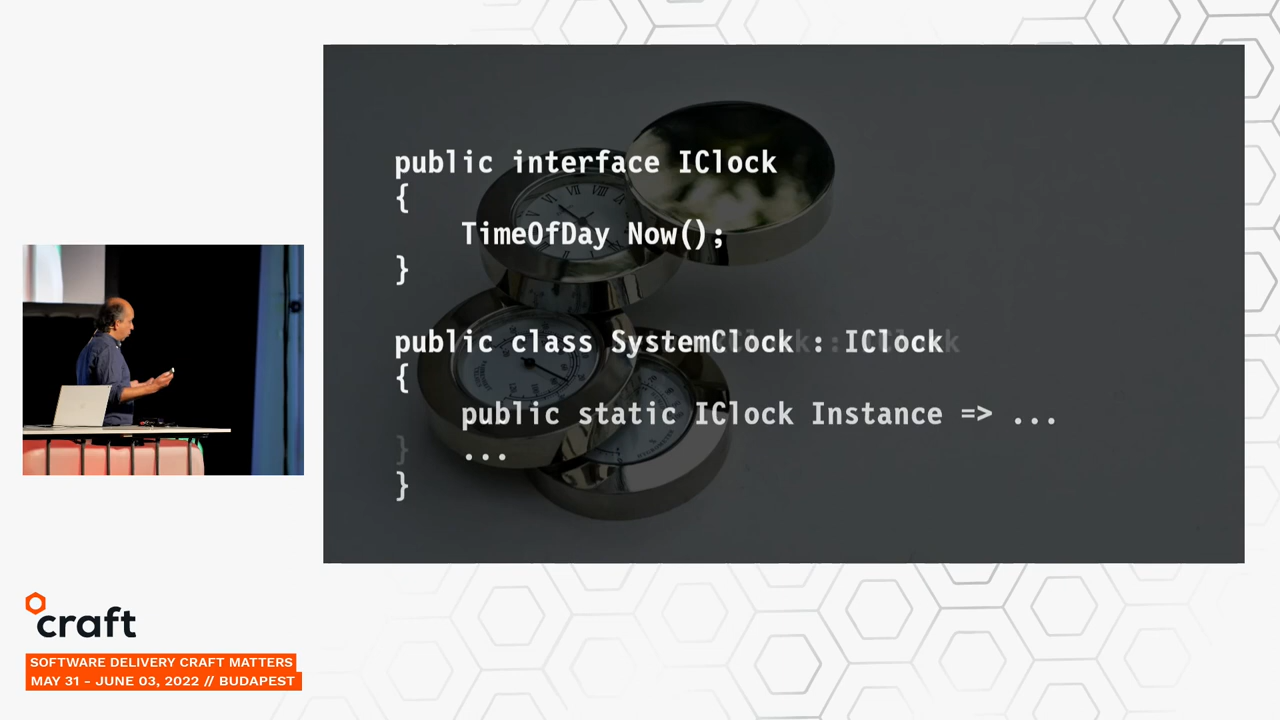 public interface IClock
{
    TimeOfDay Now();
}
public class SystemClock : IClock
{
    public static IClock Instance => ...
    ...
}
craft
SOFTWARE DELIVERY CRAFT MATTERS
MAY 31 - JUNE 03, 2022 // BUDAPEST